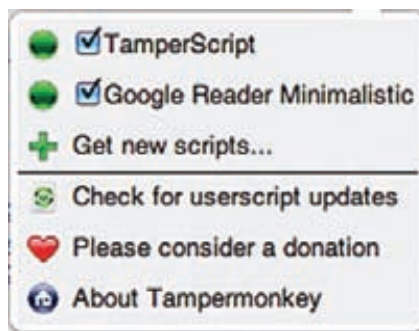 TamperScript
Google Reader Minimalistic
Get new scripts...
Check for userscript updates
Please consider a donation
About Tampermonkey